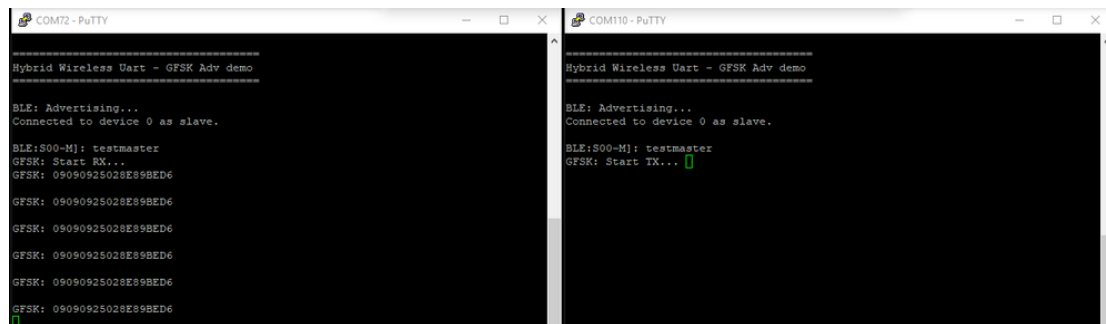 COM72 - PuTTY
=====================================
Hybrid Wireless Uart - GFSK Adv demo
=====================================
BLE: Advertising...
Connected to device 0 as slave.
BLE:S00-M]: testmaster
GFSK: Start RX...
GFSK: 09090925028E89BED6
GFSK: 09090925028E89BED6
GFSK: 09090925028E89BED6
GFSK: 09090925028E89BED6
GFSK: 09090925028E89BED6
GFSK: 09090925028E89BED6
COM110 - PuTTY
=====================================
Hybrid Wireless Uart - GFSK Adv demo
=====================================
BLE: Advertising...
Connected to device 0 as slave.
BLE:S00-M]: testmaster
GFSK: Start TX...